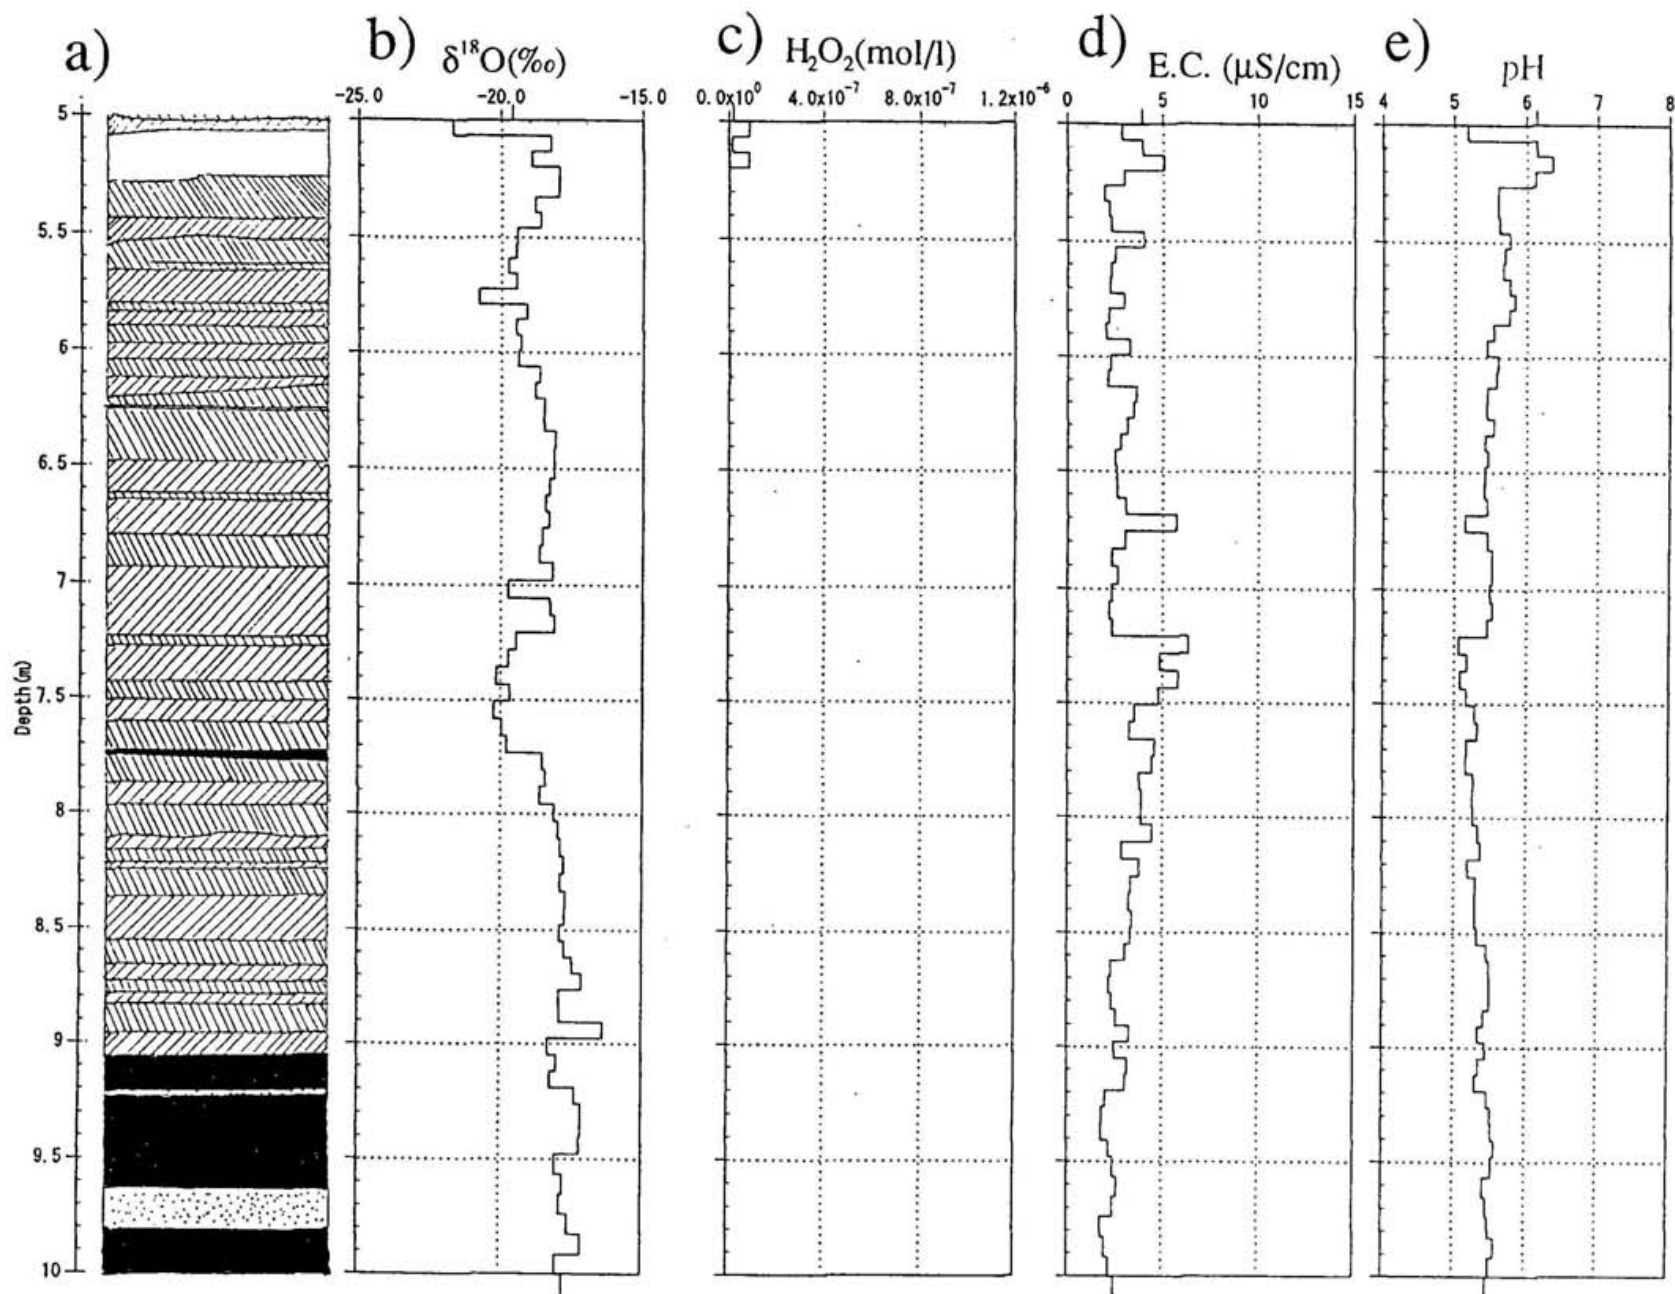 a)
b) δ¹⁸O(‰)
c) H₂O₂(mol/l)
d) E.C. (μS/cm)
e) pH
-25.0 -20.0 -15.0
0.0x10⁰ 4.0x10⁻⁷ 8.0x10⁻⁷ 1.2x10⁻⁶
0 5 10 15
4 5 6 7 8
Depth(m)
5
5.5
6
6.5
7
7.5
8
8.5
9
9.5
10